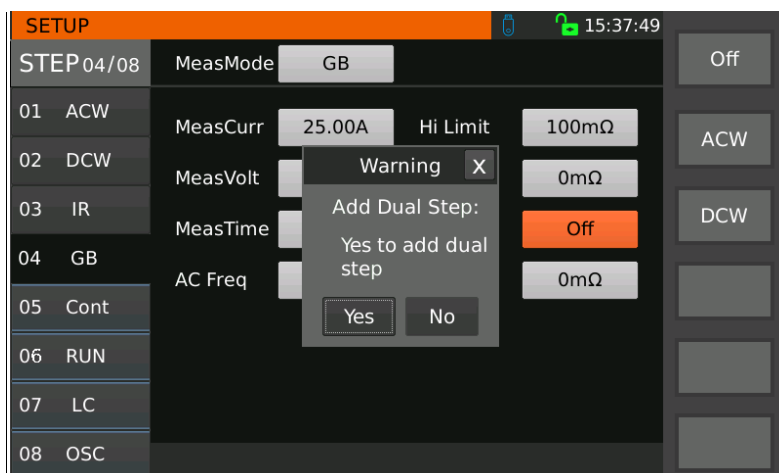 SETUP
15:37:49
STEP 04/08
MeasMode GB
01 ACW
02 DCW
03 IR
04 GB
05 Cont
06 RUN
07 LC
08 OSC
MeasCurr 25.00A Hi Limit 100mΩ
MeasVolt 0mΩ
MeasTime Off
AC Freq 0mΩ
Warning X
Add Dual Step:
Yes to add dual
step
Yes No
Off
ACW
DCW